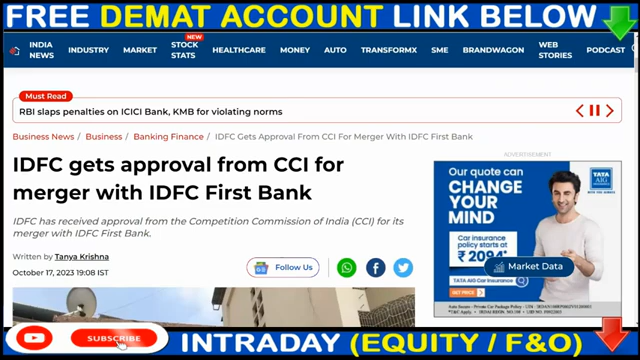 FREE DEMAT ACCOUNT LINK BELOW
INDIA NEWS
INDUSTRY
MARKET
NEW
STOCK STATS
HEALTHCARE
MONEY
AUTO
TRANSFORMX
SME
BRANDWAGON
WEB STORIES
PODCAST
Must Read
RBI slaps penalties on ICICI Bank, KMB for violating norms
Business News / Business / Banking Finance / IDFC Gets Approval From CCI For Merger With IDFC First Bank
IDFC gets approval from CCI for
merger with IDFC First Bank
IDFC has received approval from the Competition Commission of India (CCI) for its
merger with IDFC First Bank.
Written by Tanya Krishna
October 17, 2023 19:08 IST
Follow Us
ADVERTISEMENT
Our quote can
CHANGE
YOUR
MIND
TATA
AIG
Car insurance
policy starts at
₹ 2094*
Market Data
TATA AIG Car Insurance
GET PRICE
SUBSCRIBE
INTRADAY (EQUITY / F&O)